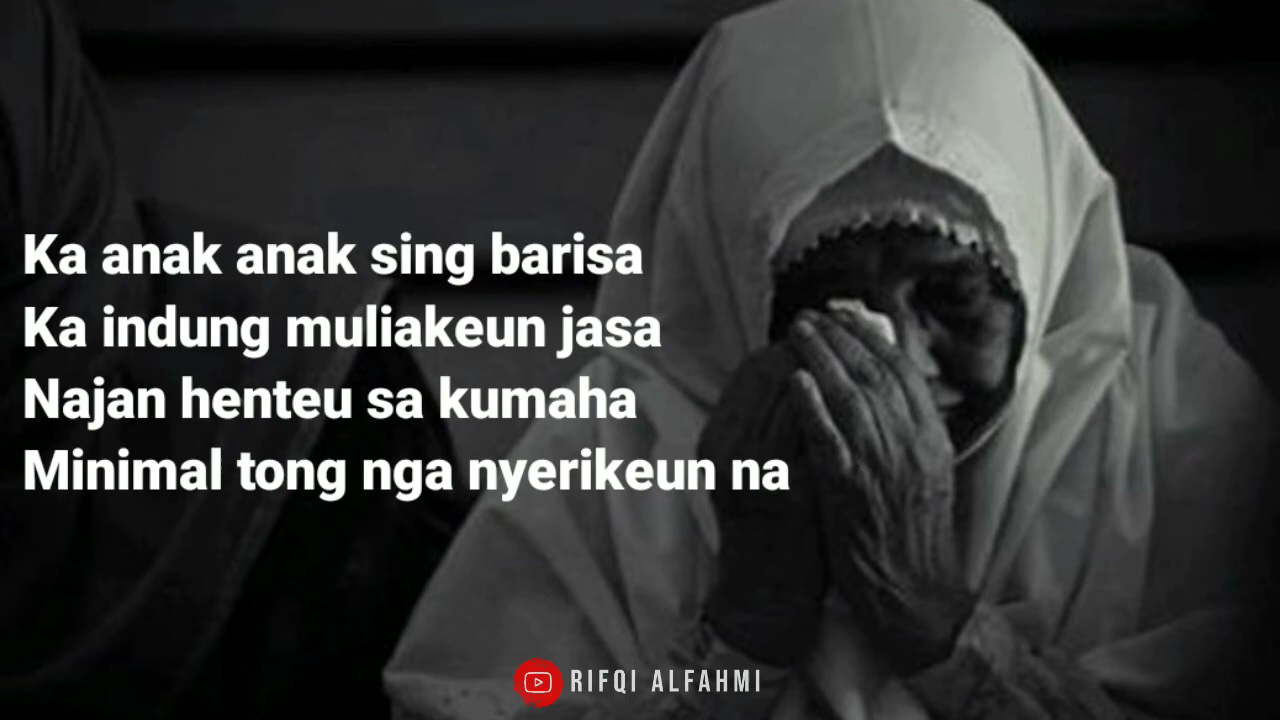 Ka anak anak sing barisa
Ka indung muliakeun jasa
Najan henteu sa kumaha
Minimal tong nga nyerikeun na
RIFQI ALFAHMI